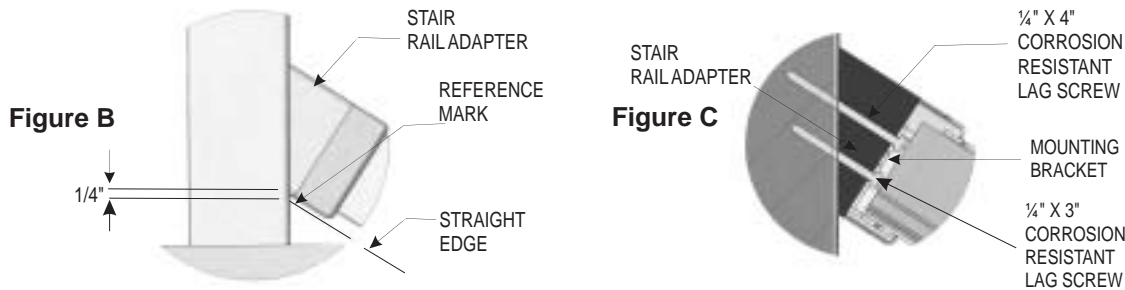 Figure B
STAIR
RAIL ADAPTER
REFERENCE
MARK
1/4"
STRAIGHT
EDGE
Figure C
STAIR
RAIL ADAPTER
¼" X 4"
CORROSION
RESISTANT
LAG SCREW
MOUNTING
BRACKET
¼" X 3"
CORROSION
RESISTANT
LAG SCREW